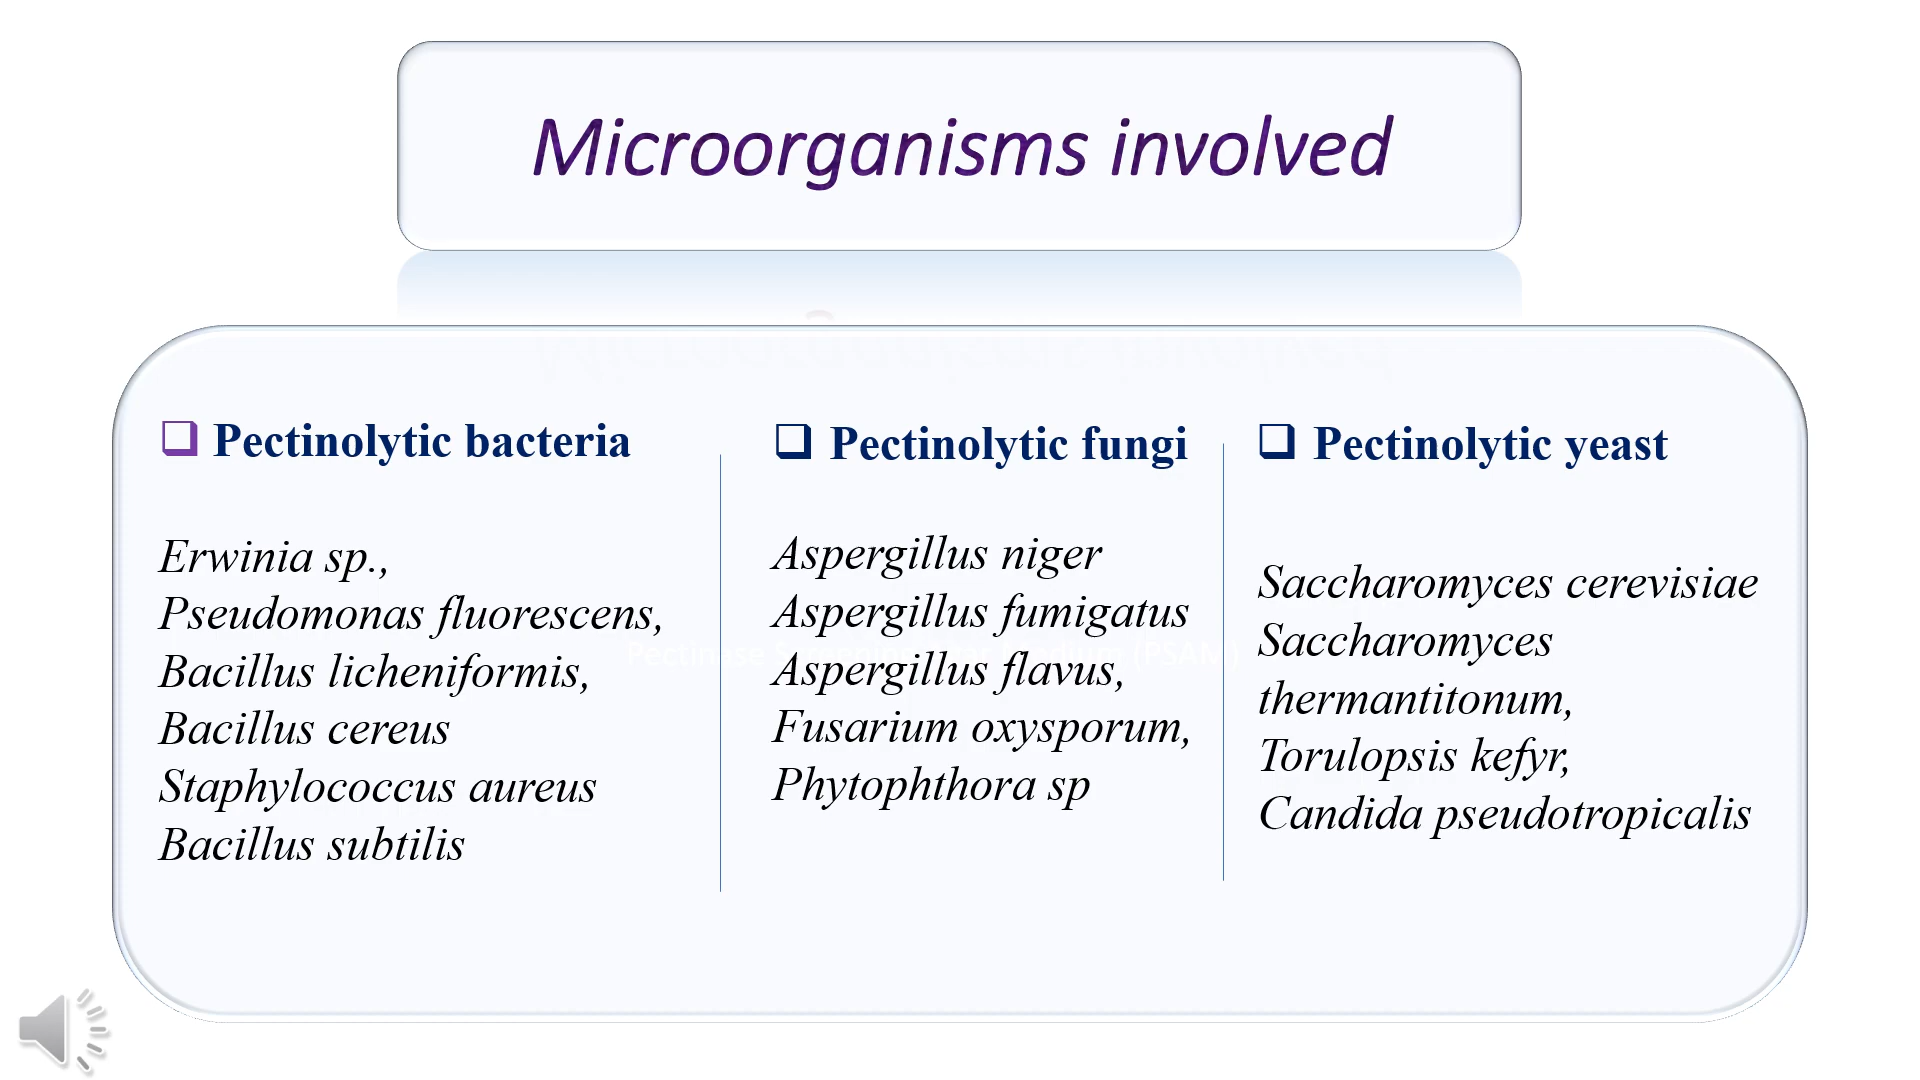 Microorganisms involved
❑ Pectinolytic bacteria
Erwinia sp.,
Pseudomonas fluorescens,
Bacillus licheniformis,
Bacillus cereus
Staphylococcus aureus
Bacillus subtilis
❑ Pectinolytic fungi
Aspergillus niger
Aspergillus fumigatus
Aspergillus flavus,
Fusarium oxysporum,
Phytophthora sp
❑ Pectinolytic yeast
Saccharomyces cerevisiae
Saccharomyces
thermantitonum,
Torulopsis kefyr,
Candida pseudotropicalis